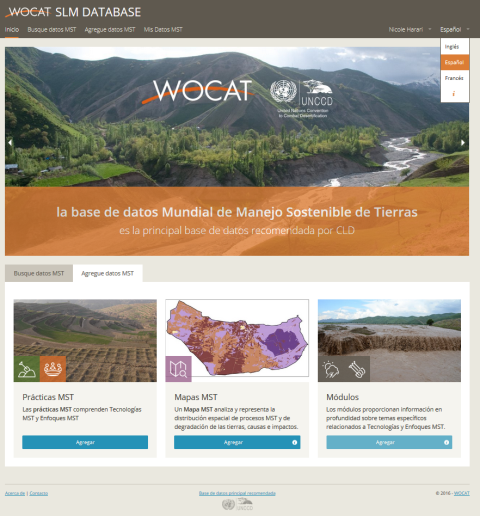 WOCAT SLM DATABASE
Inicio Busque datos MST Agregue datos MST Mis Datos MST Nicole Harari Español
Inglés
Español
Francés
WOCAT
UNCCD
United Nations Convention
to Combat Desertification
la base de datos Mundial de Manejo Sostenible de Tierras
es la principal base de datos recomendada por CLD
Busque datos MST Agregue datos MST
Prácticas MST
Las prácticas MST comprenden Tecnologías
MST y Enfoques MST
Agregar
Mapas MST
Un Mapa MST analiza y representa la
distribución espacial de procesos MST y de
degradación de las tierras, causas e impactos.
Agregar
Módulos
Los módulos proporcionan información en
profundidad sobre temas específicos
relacionados a Tecnologías y Enfoques MST.
Agregar
Acerca de | Contacto Base de datos principal recomendada © 2016 - WOCAT
UNCCD